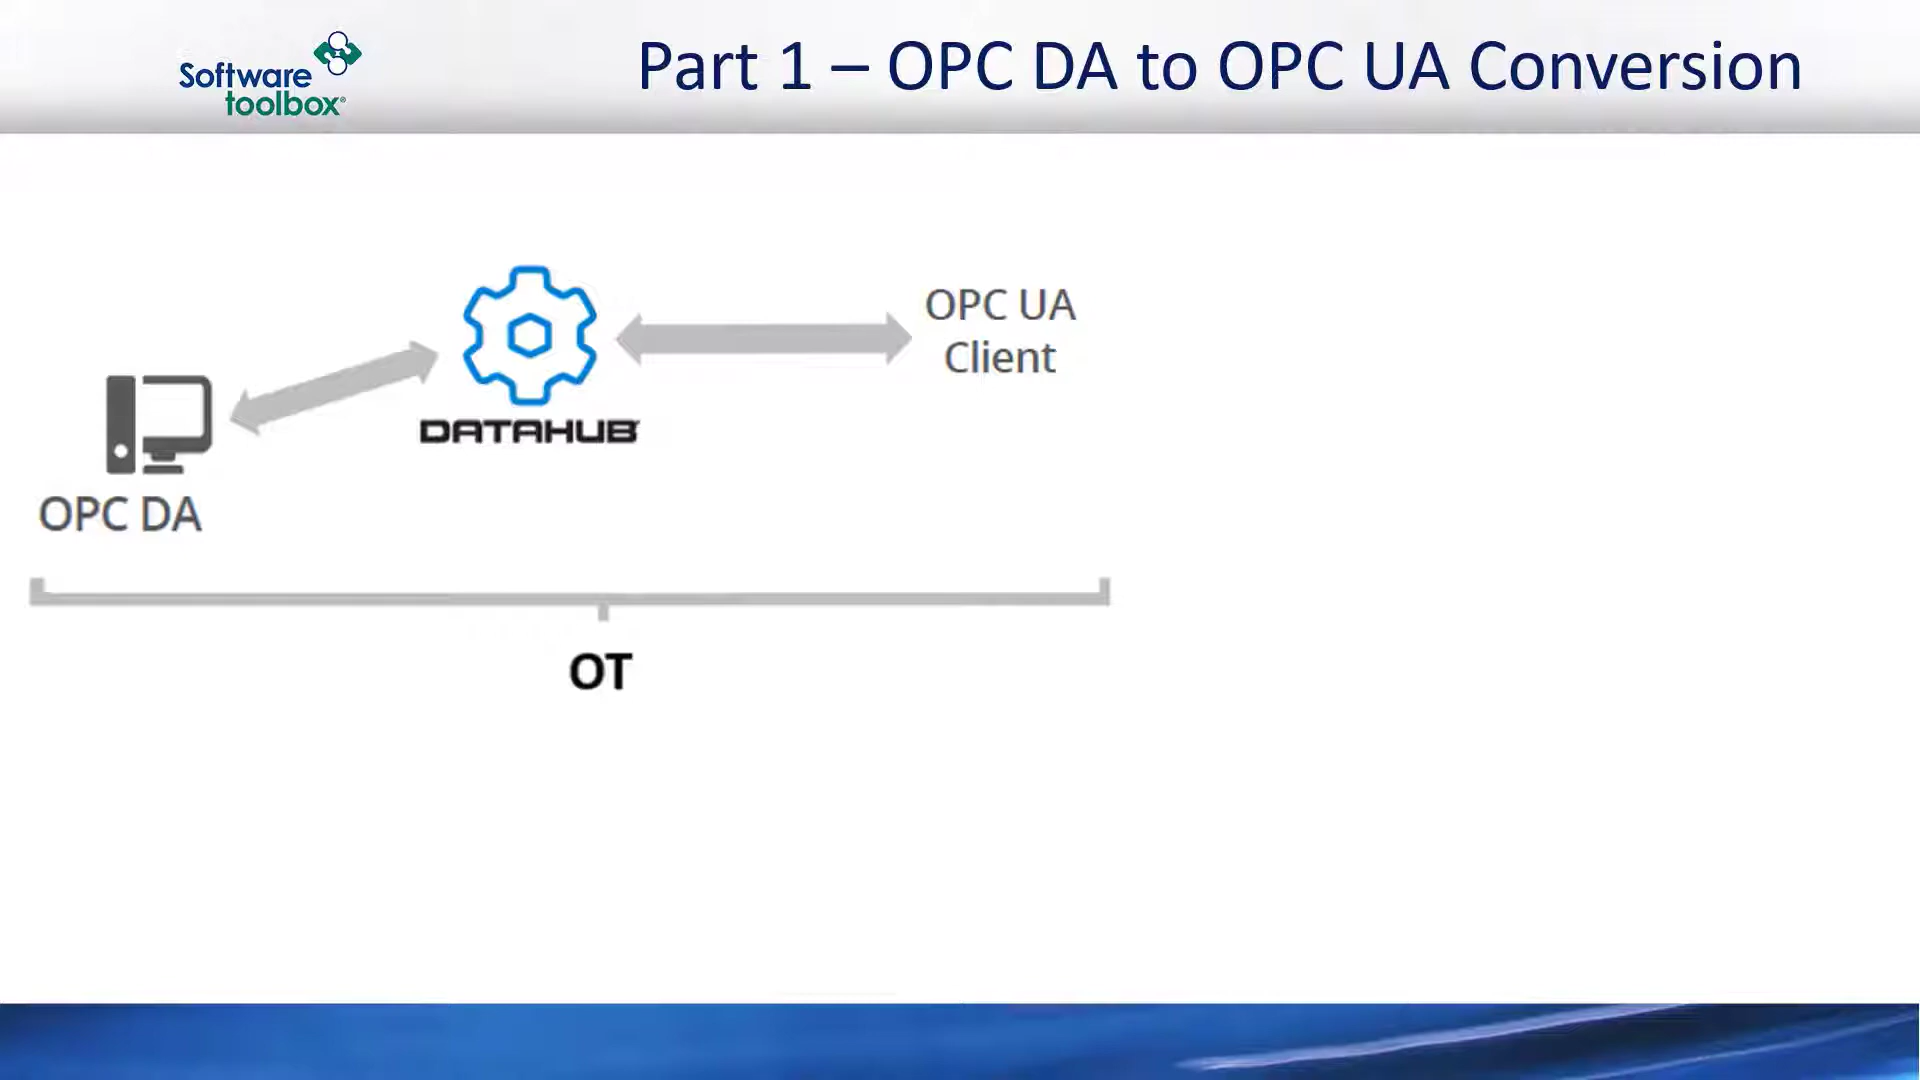 Software
toolbox®
Part 1 – OPC DA to OPC UA Conversion
OPC UA
Client
DATAHUB
OPC DA
OT